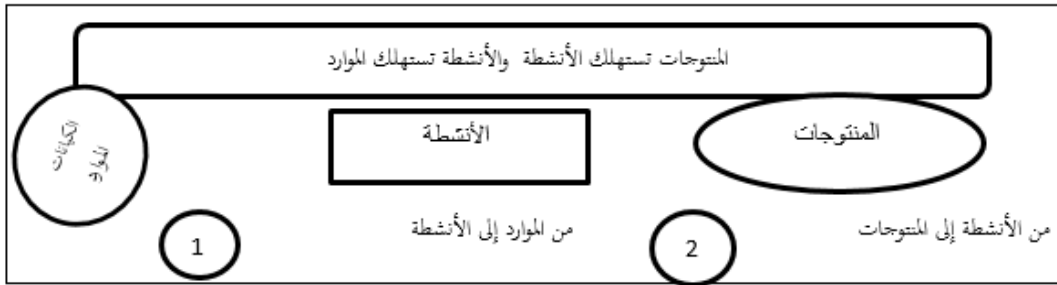 المنتوجات تستهلك الأنشطة والأنشطة تستهلك الموارد
المنتوجات
الأنشطة
الموارد
من الأنشطة إلى المنتوجات
2
من الموارد إلى الأنشطة
1